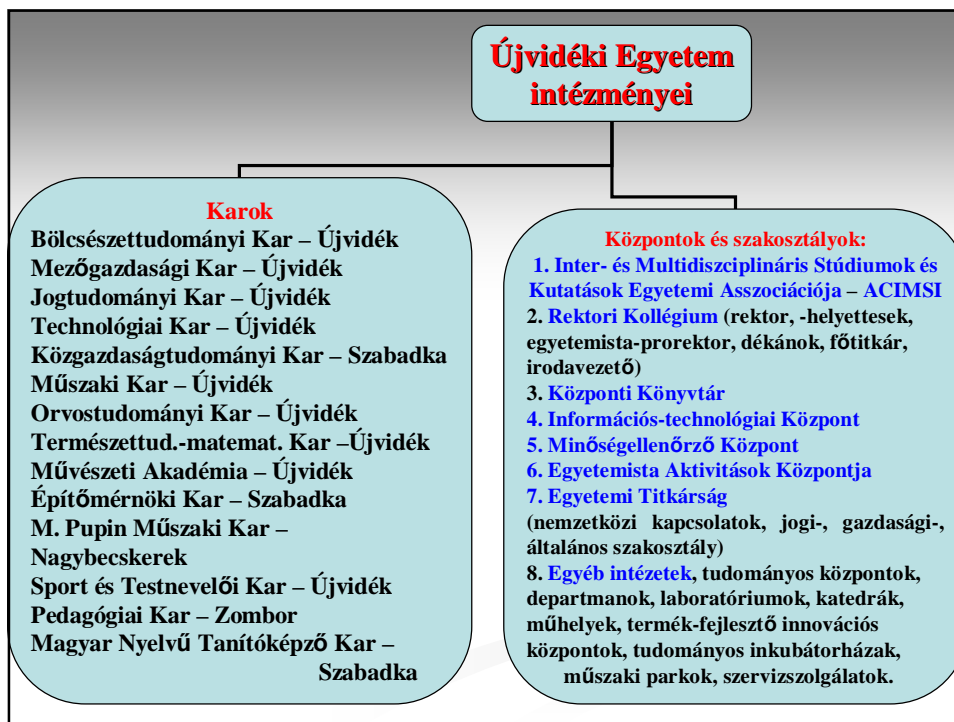 Újvidéki Egyetem
intézményei
Karok
Bölcsészettudományi Kar – Újvidék
Mezőgazdasági Kar – Újvidék
Jogtudományi Kar – Újvidék
Technológiai Kar – Újvidék
Közgazdaságtudományi Kar – Szabadka
Műszaki Kar – Újvidék
Orvostudományi Kar – Újvidék
Természettud.-matemat. Kar –Újvidék
Művészeti Akadémia – Újvidék
Építőmérnöki Kar – Szabadka
M. Pupin Műszaki Kar –
Nagybecskerek
Sport és Testnevelői Kar – Újvidék
Pedagógiai Kar – Zombor
Magyar Nyelvű Tanítóképző Kar –
Szabadka
Központok és szakosztályok:
1. Inter- és Multidiszciplináris Stúdiumok és
Kutatások Egyetemi Asszociációja – ACIMSI
2. Rektori Kollégium (rektor, -helyettesek,
egyetemista-prorektor, dékánok, főtitkár,
irodavezető)
3. Központi Könyvtár
4. Információs-technológiai Központ
5. Minőségellenőrző Központ
6. Egyetemista Aktivitások Központja
7. Egyetemi Titkárság
(nemzetközi kapcsolatok, jogi-, gazdasági-,
általános szakosztály)
8. Egyéb intézetek, tudományos központok,
departmanok, laboratóriumok, katedrák,
műhelyek, termék-fejlesztő innovációs
központok, tudományos inkubátorházak,
műszaki parkok, szervizszolgálatok.